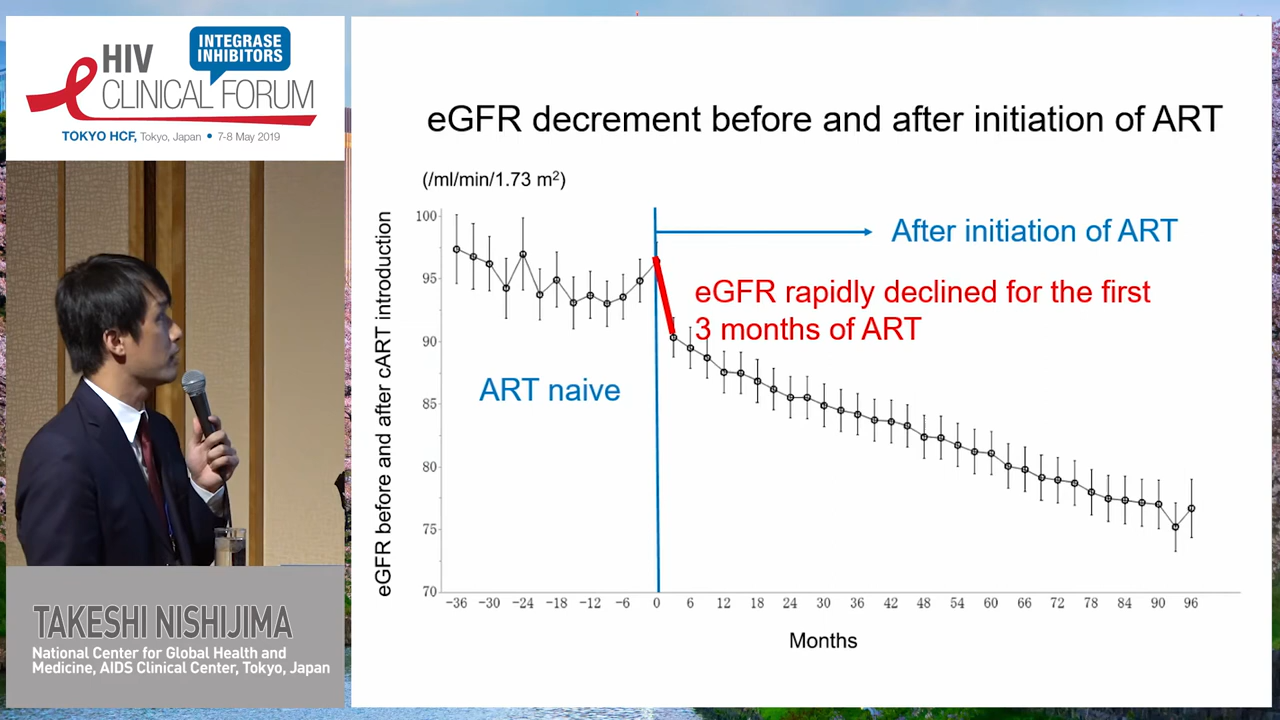 HIV
INTEGRASE
INHIBITORS
CLINICAL FORUM
TOKYO HCF, Tokyo, Japan • 7-8 May 2019
TAKESHI NISHIJIMA
National Center for Global Health and
Medicine, AIDS Clinical Center, Tokyo, Japan
eGFR decrement before and after initiation of ART
(/ml/min/1.73 m²)
eGFR before and after cART introduction
100
95
90
85
80
75
70
After initiation of ART
eGFR rapidly declined for the first
3 months of ART
ART naive
−36 −30 −24 −18 −12 −6 0 6 12 18 24 30 36 42 48 54 60 66 72 78 84 90 96
Months